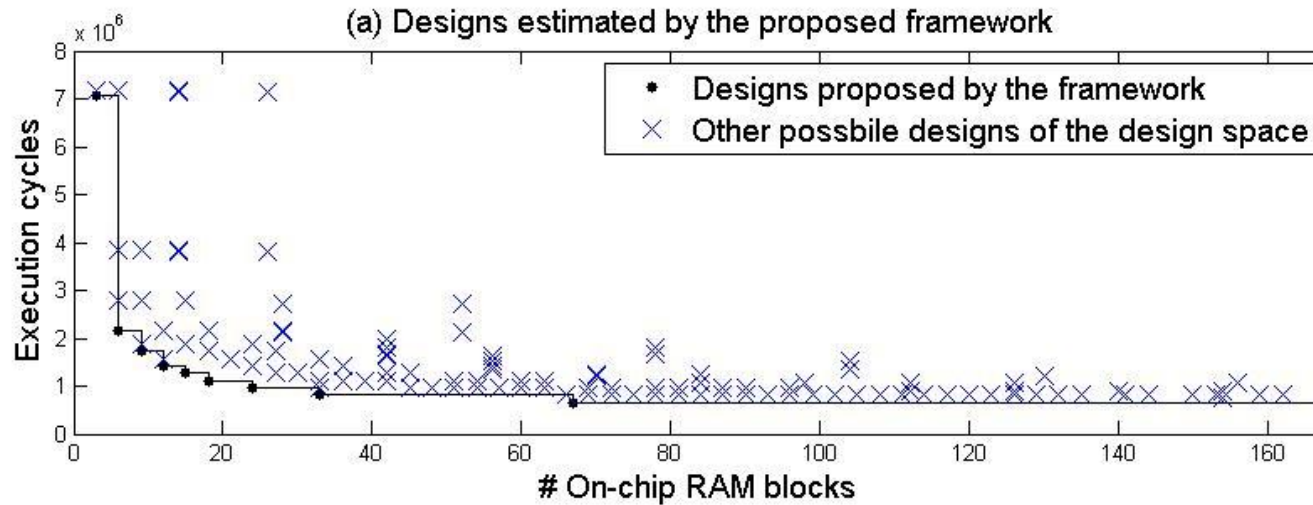 (a) Designs estimated by the proposed framework
x 10⁶
8
7
6
5
4
3
2
1
0
Execution cycles
Designs proposed by the framework
Other possbile designs of the design space
0 20 40 60 80 100 120 140 160
# On-chip RAM blocks